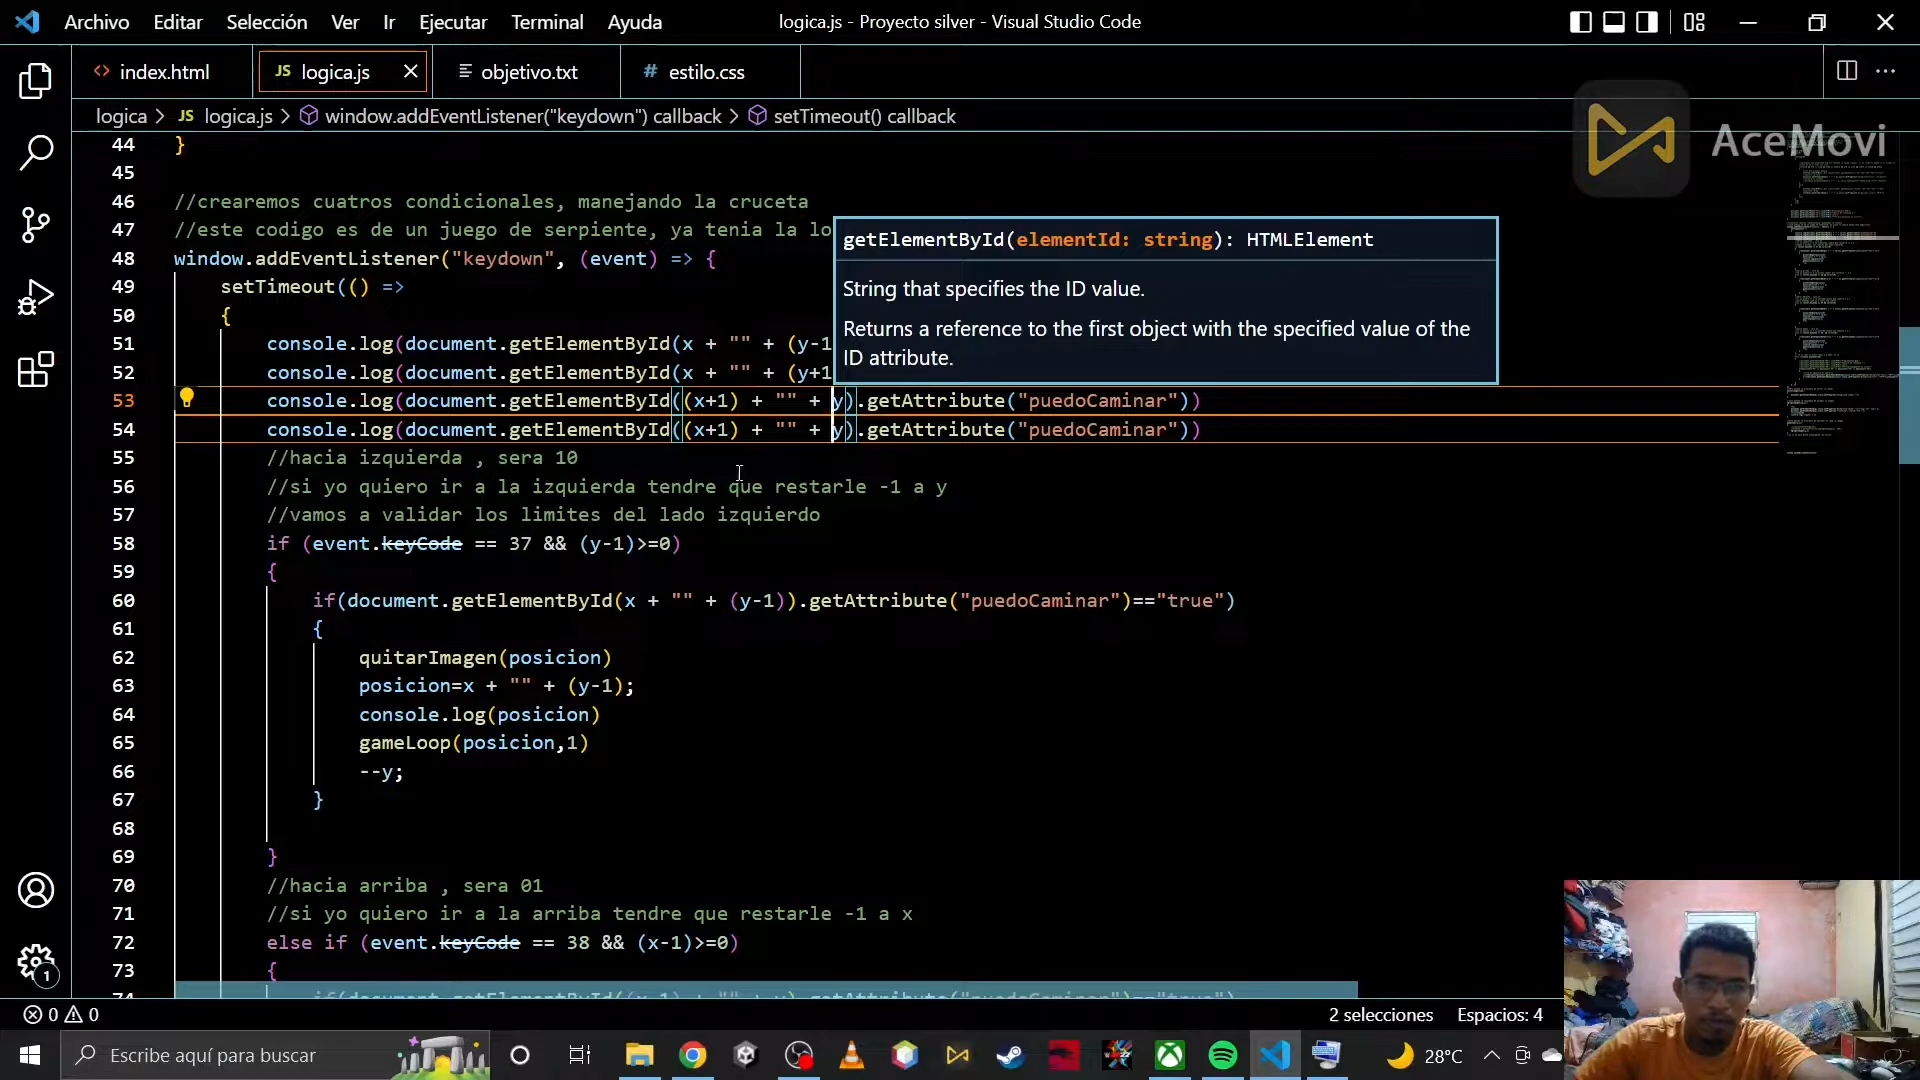 Archivo Editar Selección Ver Ir Ejecutar Terminal Ayuda logica.js - Proyecto silver - Visual Studio Code
index.html JS logica.js objetivo.txt # estilo.css
AceMovi
logica > JS logica.js > window.addEventListener("keydown") callback > setTimeout() callback
44 }
45
46 //crearemos cuatros condicionales, manejando la cruceta
47 //este codigo es de un juego de serpiente, ya tenia la lo
getElementById(elementId: string): HTMLElement
String that specifies the ID value.
Returns a reference to the first object with the specified value of the
ID attribute.
48 window.addEventListener("keydown", (event) => {
49 setTimeout(() =>
50 {
51 console.log(document.getElementById(x + "" + (y-1
52 console.log(document.getElementById(x + "" + (y+1
53 console.log(document.getElementById((x+1) + "" + y).getAttribute("puedoCaminar"))
54 console.log(document.getElementById((x+1) + "" + y).getAttribute("puedoCaminar"))
55 //hacia izquierda , sera 10
56 //si yo quiero ir a la izquierda tendre que restarle -1 a y
57 //vamos a validar los limites del lado izquierdo
58 if (event.keyCode == 37 && (y-1)>=0)
59 {
60 if(document.getElementById(x + "" + (y-1)).getAttribute("puedoCaminar")=="true")
61 {
62 quitarImagen(posicion)
63 posicion=x + "" + (y-1);
64 console.log(posicion)
65 gameLoop(posicion,1)
66 --y;
67 }
68
69 }
70 //hacia arriba , sera 01
71 //si yo quiero ir a la arriba tendre que restarle -1 a x
72 else if (event.keyCode == 38 && (x-1)>=0)
73 {
74 if(document.getElementById((x-1) + "" + y).getAttribute("puedoCaminar")=="true")
1
0 0 2 selecciones Espacios: 4
Escribe aquí para buscar 28°C